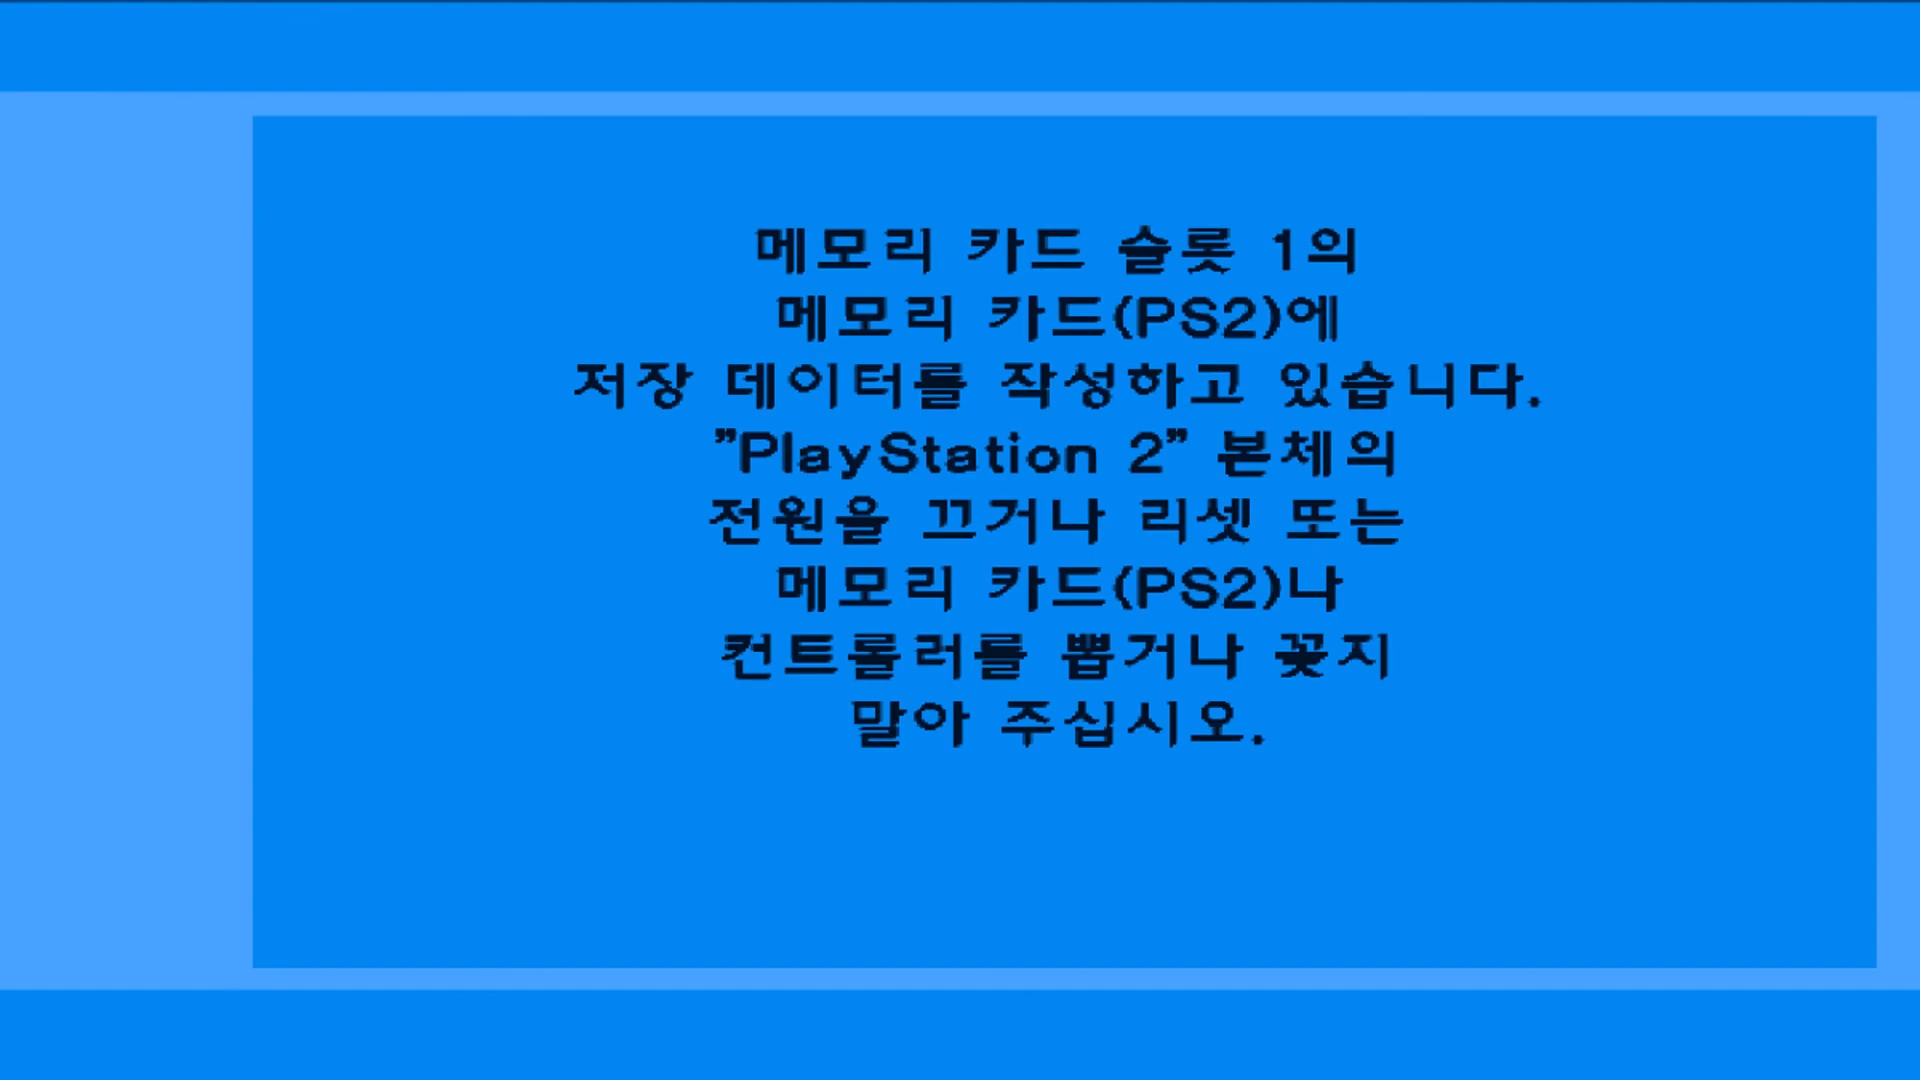 메모리 카드 슬롯 1의
메모리 카드(PS2)에
저장 데이터를 작성하고 있습니다.
”PlayStation 2” 본체의
전원을 끄거나 리셋 또는
메모리 카드(PS2)나
컨트롤러를 뽑거나 꽂지
말아 주십시오.